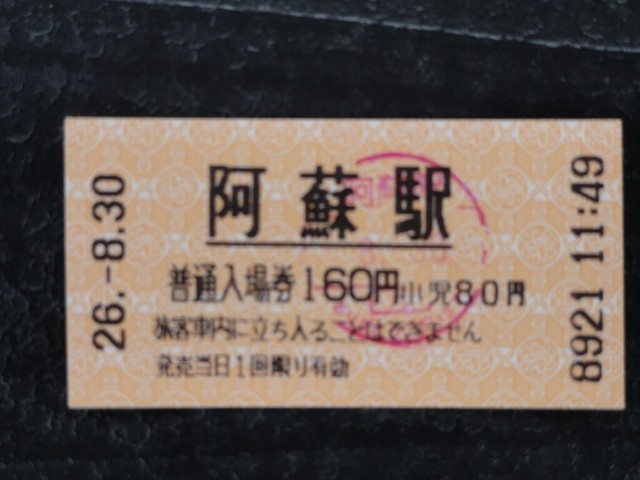 阿蘇駅
普通入場券160円小児80円
旅客車内に立ち入ることはできません
発売当日1回限り有効
26.-8.30
8921 11:49